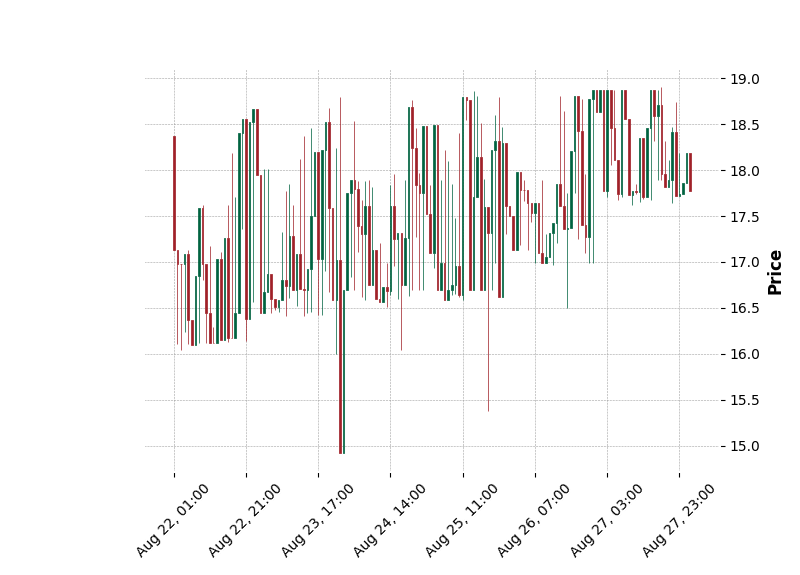 19.0
18.5
18.0
17.5
17.0
16.5
16.0
15.5
15.0
Price
Aug 22, 01:00
Aug 22, 21:00
Aug 23, 17:00
Aug 24, 14:00
Aug 25, 11:00
Aug 26, 07:00
Aug 27, 03:00
Aug 27, 23:00